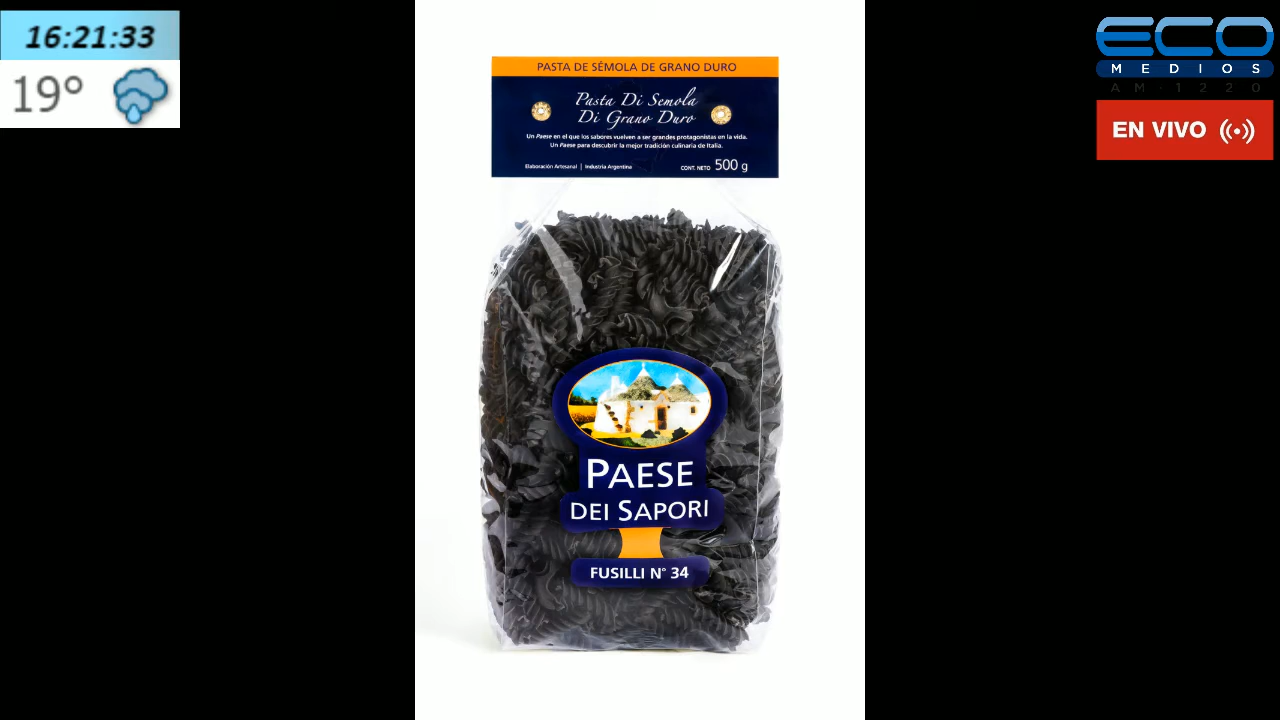 16:21:33
19°
ECO
MEDIOS
AM·1220
EN VIVO
PASTA DE SÉMOLA DE GRANO DURO
Pasta Di Semola
Di Grano Duro
Un Paese en el que los sabores vuelven a ser grandes protagonistas en la vida.
Un Paese para descubrir la mejor tradición culinaria de Italia.
Elaboración Artesanal | Industria Argentina
CONT. NETO 500 g
PAESE
DEI SAPORI
FUSILLI N° 34